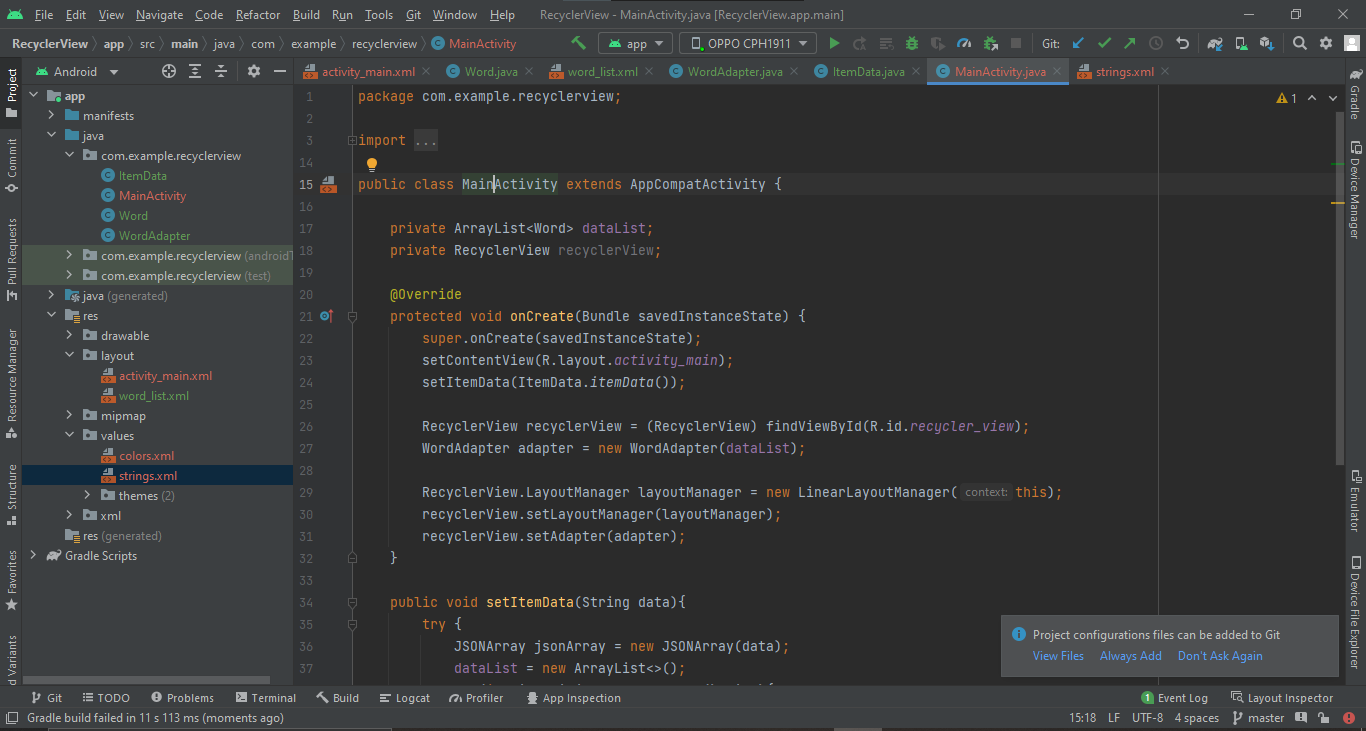 File Edit View Navigate Code Refactor Build Run Tools Git Window Help RecyclerView - MainActivity.java [RecyclerView.app.main]
RecyclerView app src main java com example recyclerview MainActivity app OPPO CPH1911 Git:
Android activity_main.xml Word.java word_list.xml WordAdapter.java ItemData.java MainActivity.java strings.xml
Project
Commit
Pull Requests
Resource Manager
Structure
Favorites
d Variants
app
manifests
java
com.example.recyclerview
ItemData
MainActivity
Word
WordAdapter
com.example.recyclerview (androidT
com.example.recyclerview (test)
java (generated)
res
drawable
layout
activity_main.xml
word_list.xml
mipmap
values
colors.xml
strings.xml
themes (2)
xml
res (generated)
Gradle Scripts
1 package com.example.recyclerview;
2
3 import ...
14
15 public class MainActivity extends AppCompatActivity {
16
17 private ArrayList<Word> dataList;
18 private RecyclerView recyclerView;
19
20 @Override
21 protected void onCreate(Bundle savedInstanceState) {
22 super.onCreate(savedInstanceState);
23 setContentView(R.layout.activity_main);
24 setItemData(ItemData.itemData());
25
26 RecyclerView recyclerView = (RecyclerView) findViewById(R.id.recycler_view);
27 WordAdapter adapter = new WordAdapter(dataList);
28
29 RecyclerView.LayoutManager layoutManager = new LinearLayoutManager( context: this);
30 recyclerView.setLayoutManager(layoutManager);
31 recyclerView.setAdapter(adapter);
32 }
33
34 public void setItemData(String data){
35 try {
36 JSONArray jsonArray = new JSONArray(data);
37 dataList = new ArrayList<>();
1
Gradle
Device Manager
Emulator
Device File Explorer
Project configurations files can be added to Git
View Files Always Add Don't Ask Again
Git TODO Problems Terminal Build Logcat Profiler App Inspection 1 Event Log Layout Inspector
Gradle build failed in 11 s 113 ms (moments ago) 15:18 LF UTF-8 4 spaces master